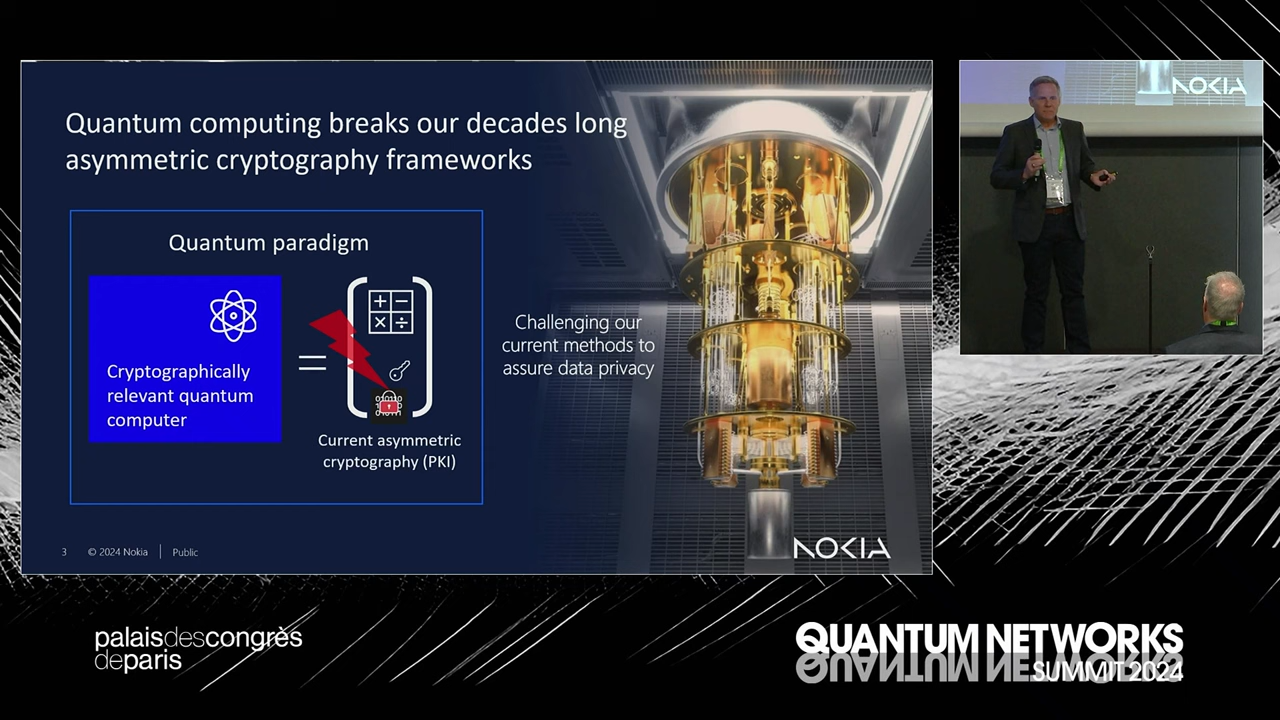 Quantum computing breaks our decades long
asymmetric cryptography frameworks
Quantum paradigm
Cryptographically
relevant quantum
computer
=
Current asymmetric
cryptography (PKI)
Challenging our
current methods to
assure data privacy
3 © 2024 Nokia | Public
NOKIA
NOKIA
palaisdescongrès
deparis
QUANTUM NETWORKS
SUMMIT 2024